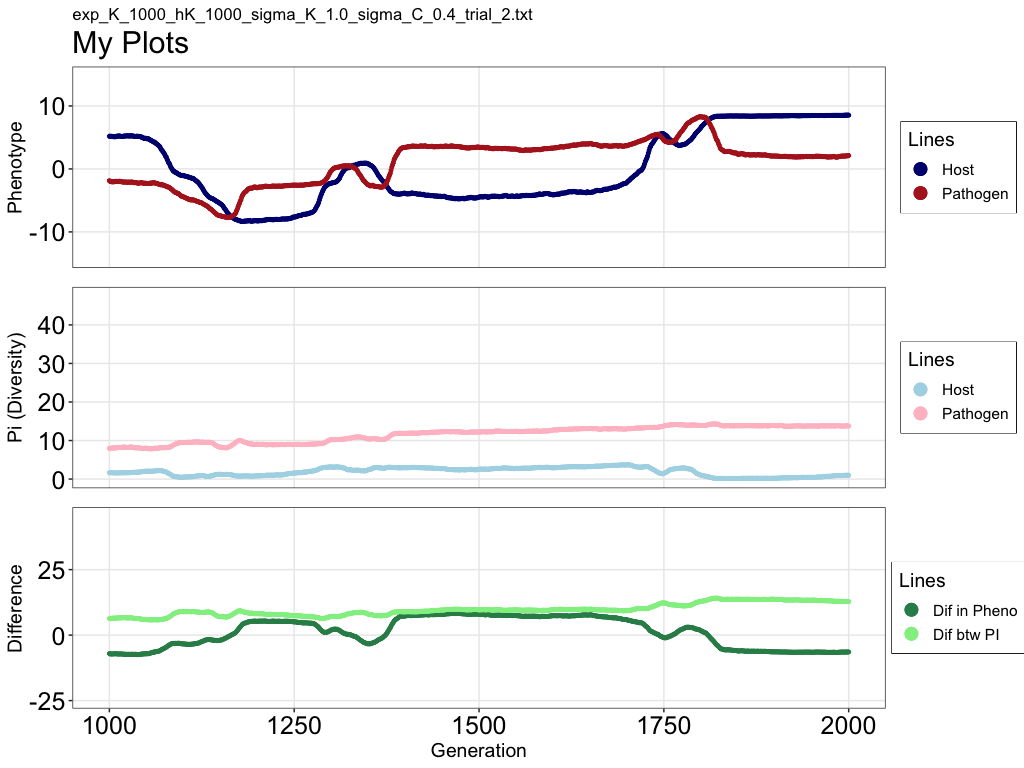 exp_K_1000_hK_1000_sigma_K_1.0_sigma_C_0.4_trial_2.txt
My Plots
Phenotype
10
0
-10
Lines
Host
Pathogen
Pi (Diversity)
40
30
20
10
0
Lines
Host
Pathogen
Difference
25
0
-25
Lines
Dif in Pheno
Dif btw PI
1000 1250 1500 1750 2000
Generation